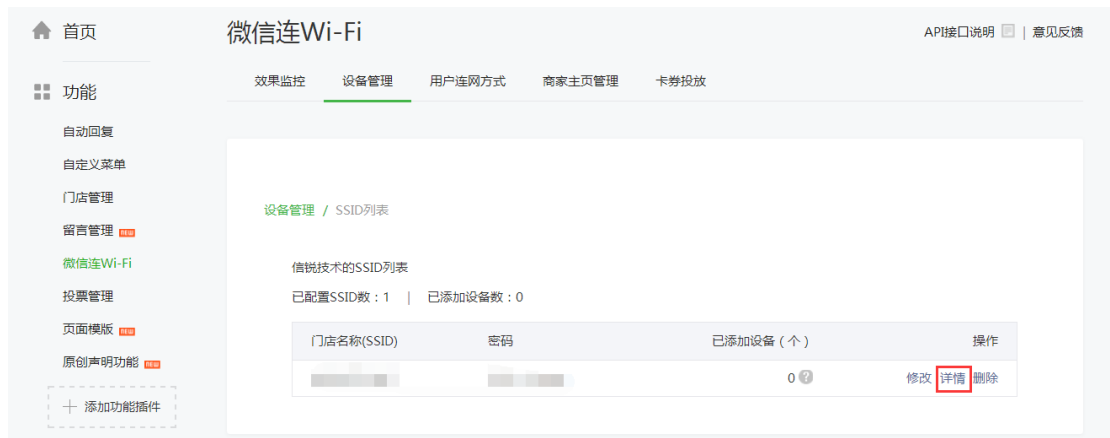 首页
微信连Wi-Fi
API接口说明 | 意见反馈
效果监控 设备管理 用户连网方式 商家主页管理 卡券投放
功能
自动回复
自定义菜单
门店管理
留言管理
微信连Wi-Fi
投票管理
页面模版
原创声明功能
添加功能插件
设备管理 / SSID列表
信锐技术的SSID列表
已配置SSID数：1 | 已添加设备数：0
门店名称(SSID) 密码 已添加设备（个） 操作
0 ? 修改 详情 删除